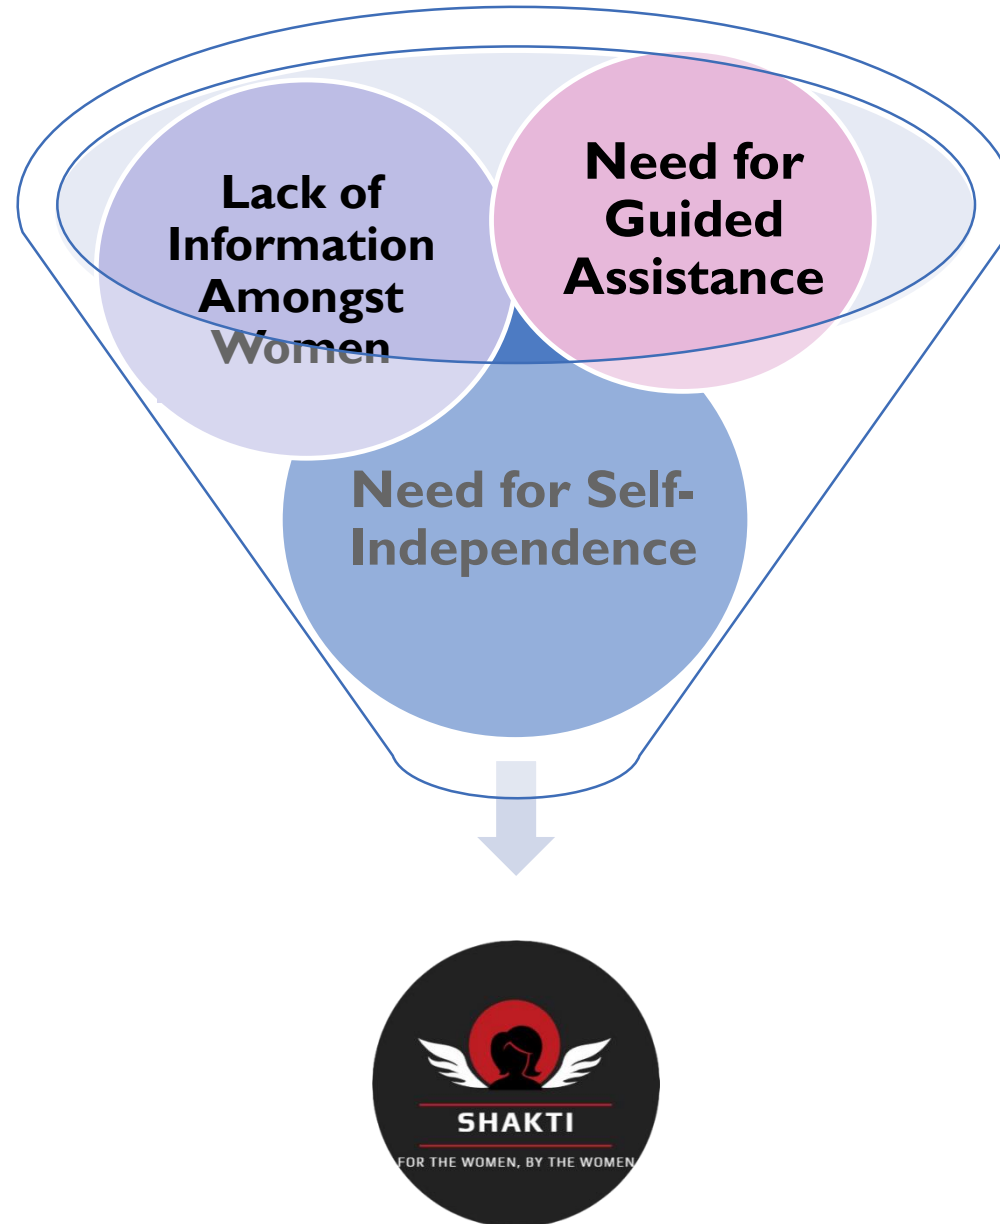 Lack of
Information
Amongst
Women
Need for
Guided
Assistance
Need for Self-
Independence
SHAKTI
FOR THE WOMEN, BY THE WOMEN